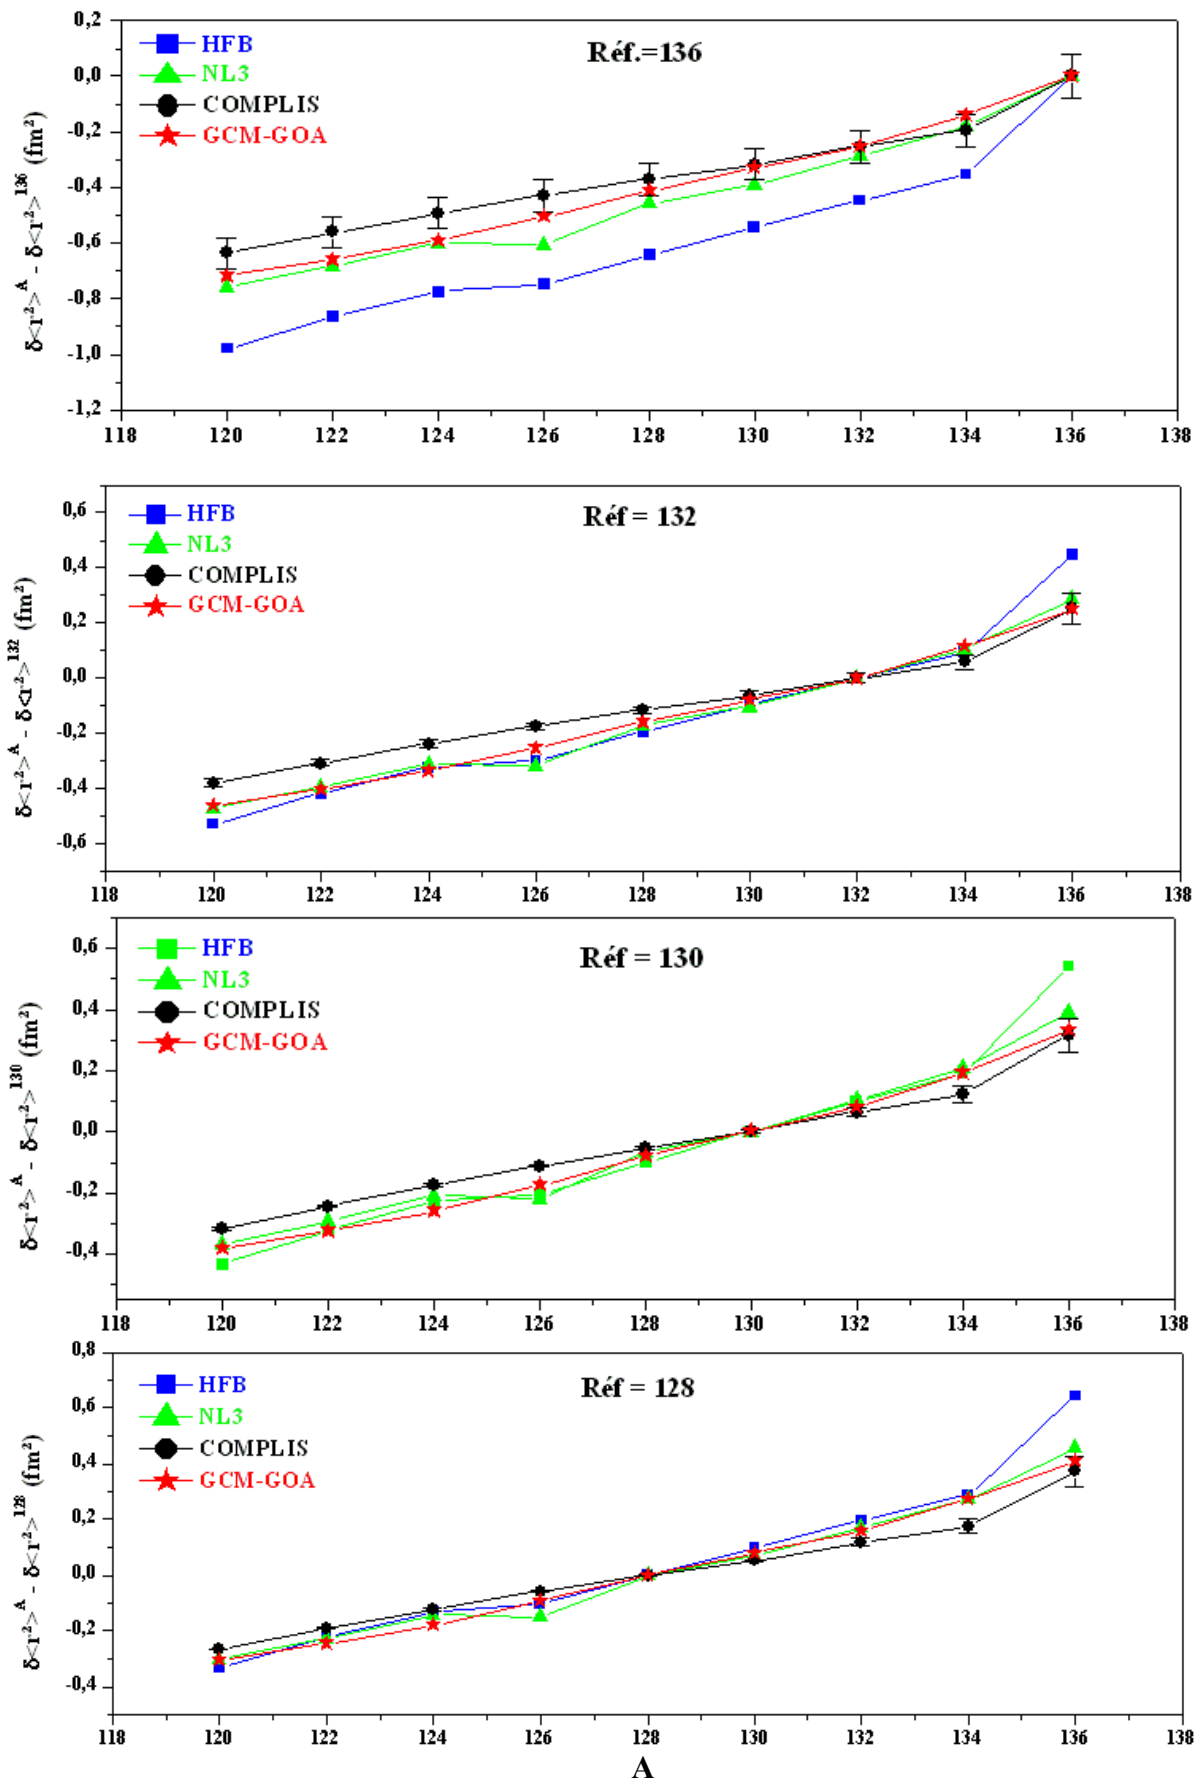 0,2
0,0
-0,2
-0,4
-0,6
-0,8
-1,0
-1,2
δ<r²>^A - δ<r²>^136 (fm²)
HFB
NL3
COMPLIS
GCM-GOA
Réf.=136
118 120 122 124 126 128 130 132 134 136 138
0,6
0,4
0,2
0,0
-0,2
-0,4
-0,6
δ<r²>^A - δ<r²>^132 (fm²)
HFB
NL3
COMPLIS
GCM-GOA
Réf = 132
118 120 122 124 126 128 130 132 134 136 138
0,6
0,4
0,2
0,0
-0,2
-0,4
δ<r²>^A - δ<r²>^130 (fm²)
HFB
NL3
COMPLIS
GCM-GOA
Réf = 130
118 120 122 124 126 128 130 132 134 136 138
0,8
0,6
0,4
0,2
0,0
-0,2
-0,4
δ<r²>^A - δ<r²>^128 (fm²)
HFB
NL3
COMPLIS
GCM-GOA
Réf = 128
118 120 122 124 126 128 130 132 134 136 138
A